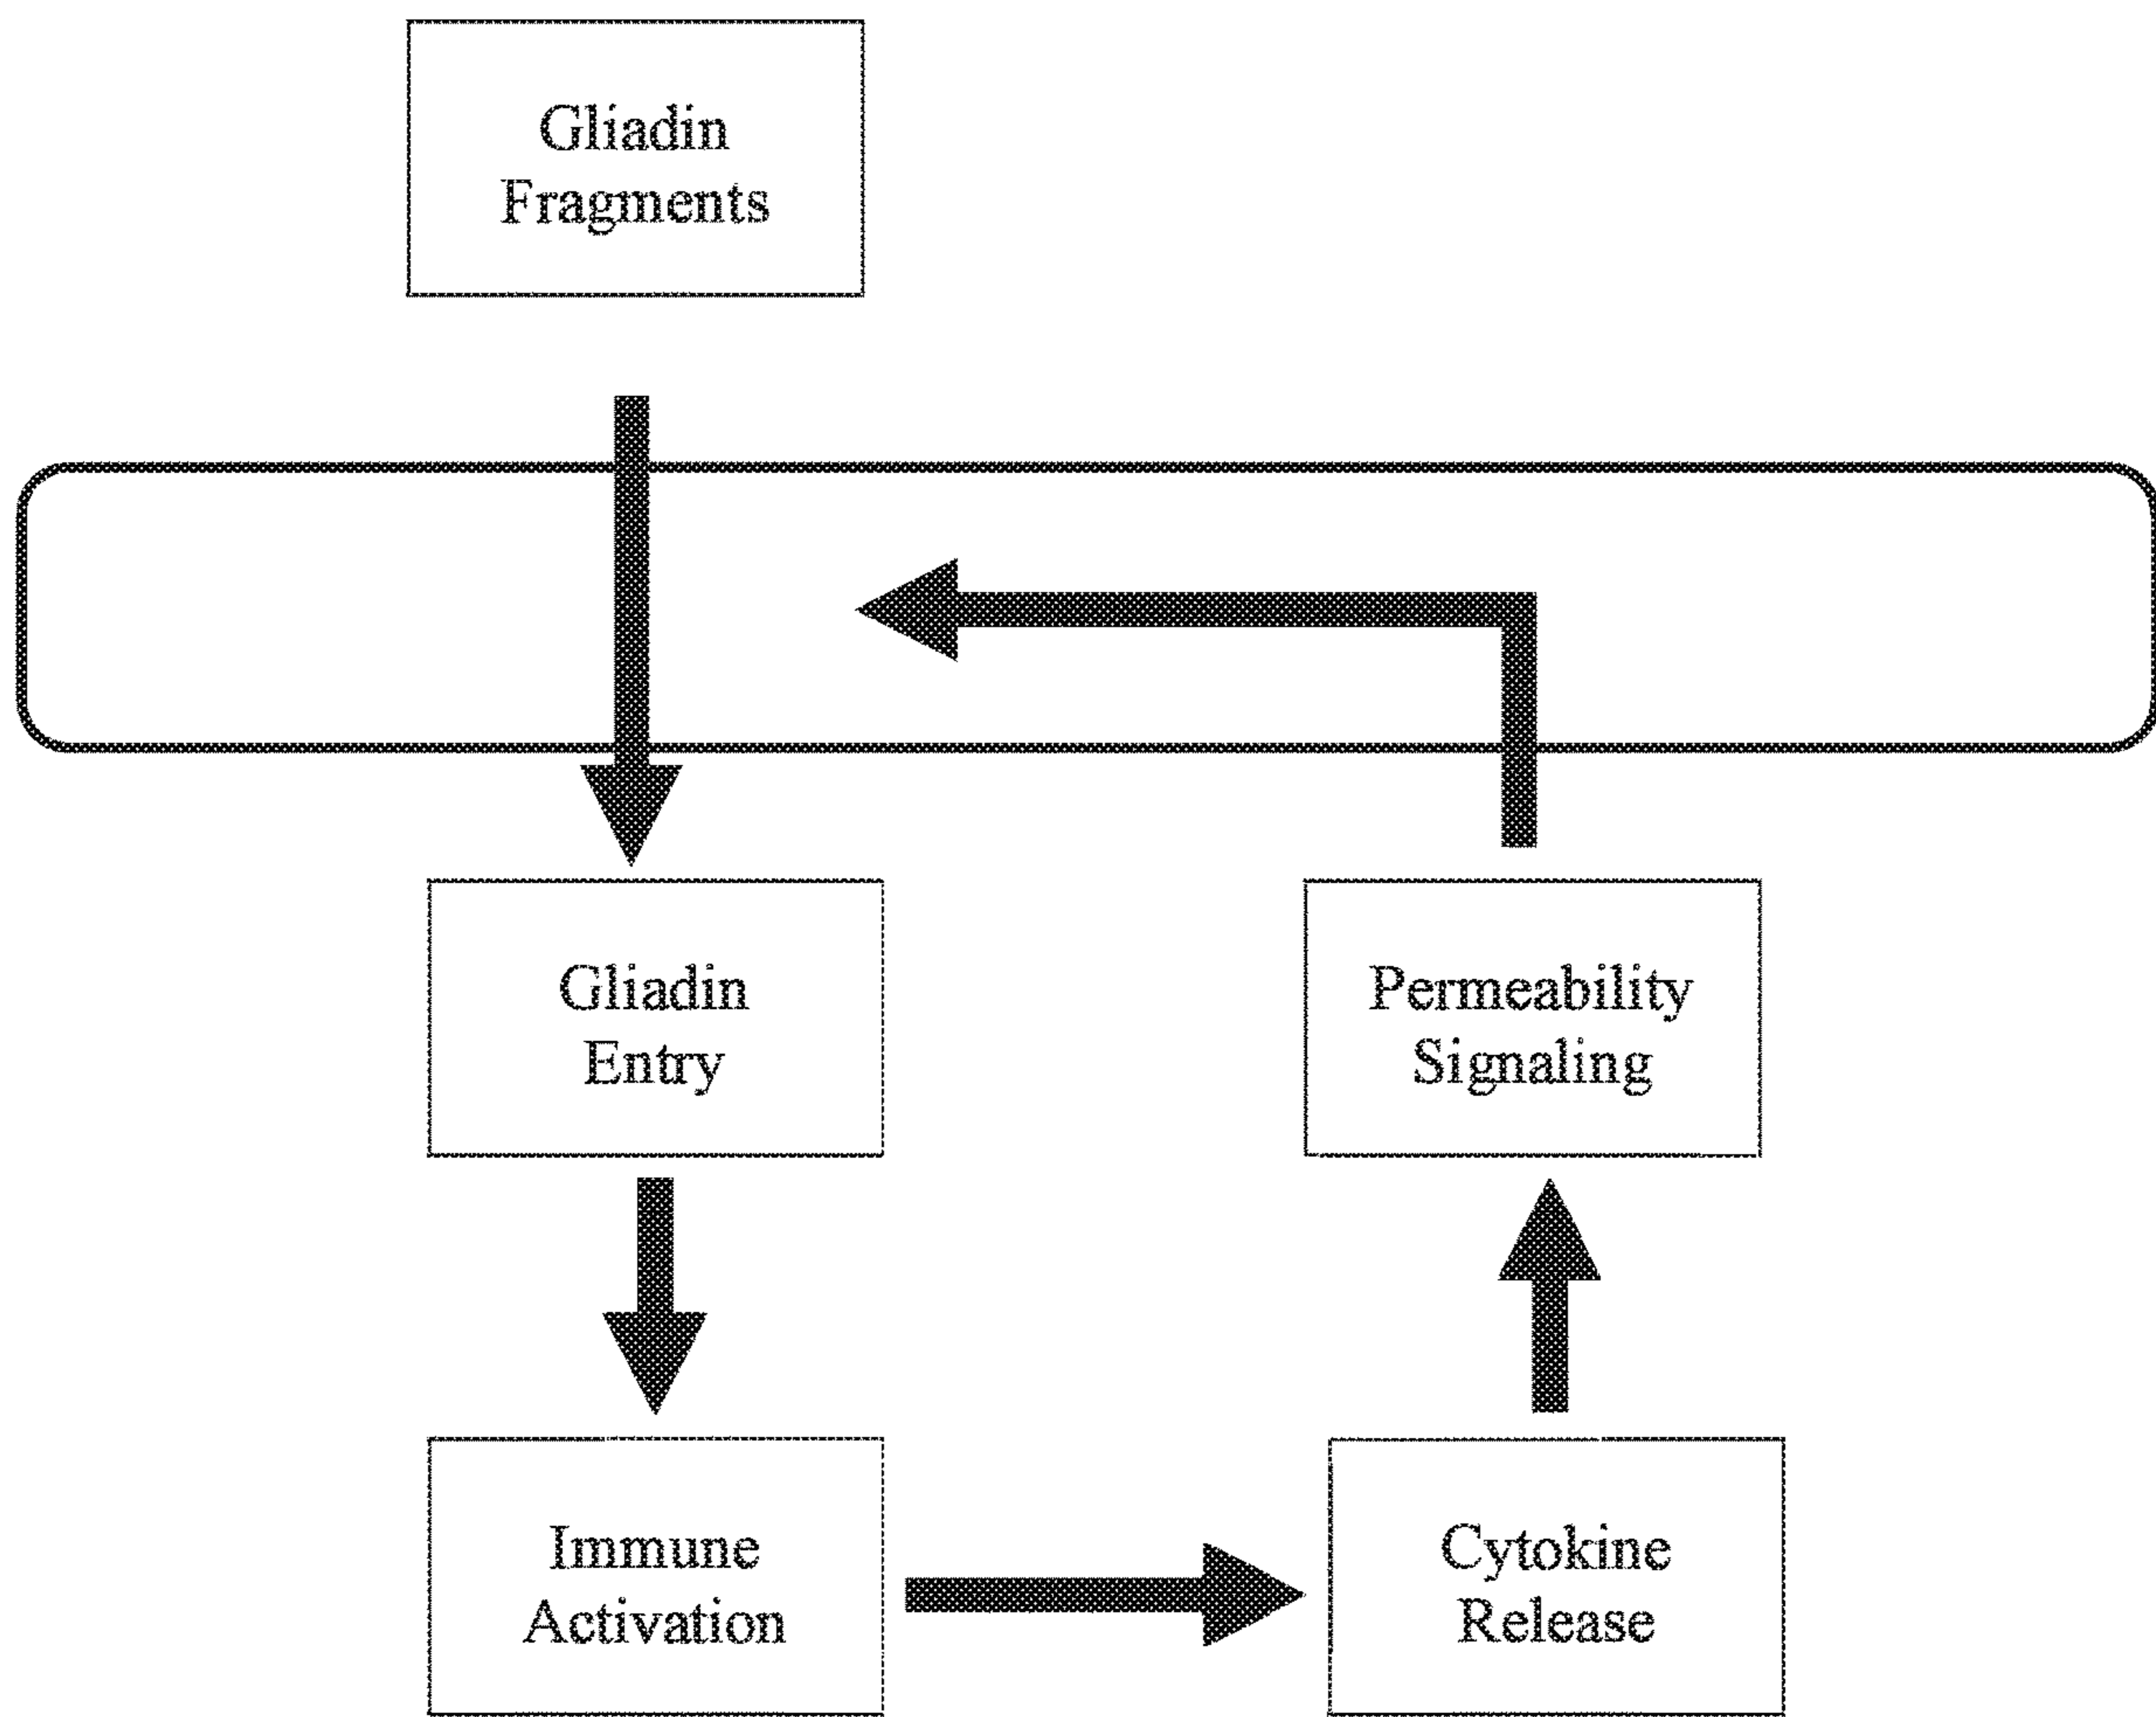 Gliadin
Fragments
Gliadin
Entry
Permeability
Signaling
Immune
Activation
Cytokine
Release